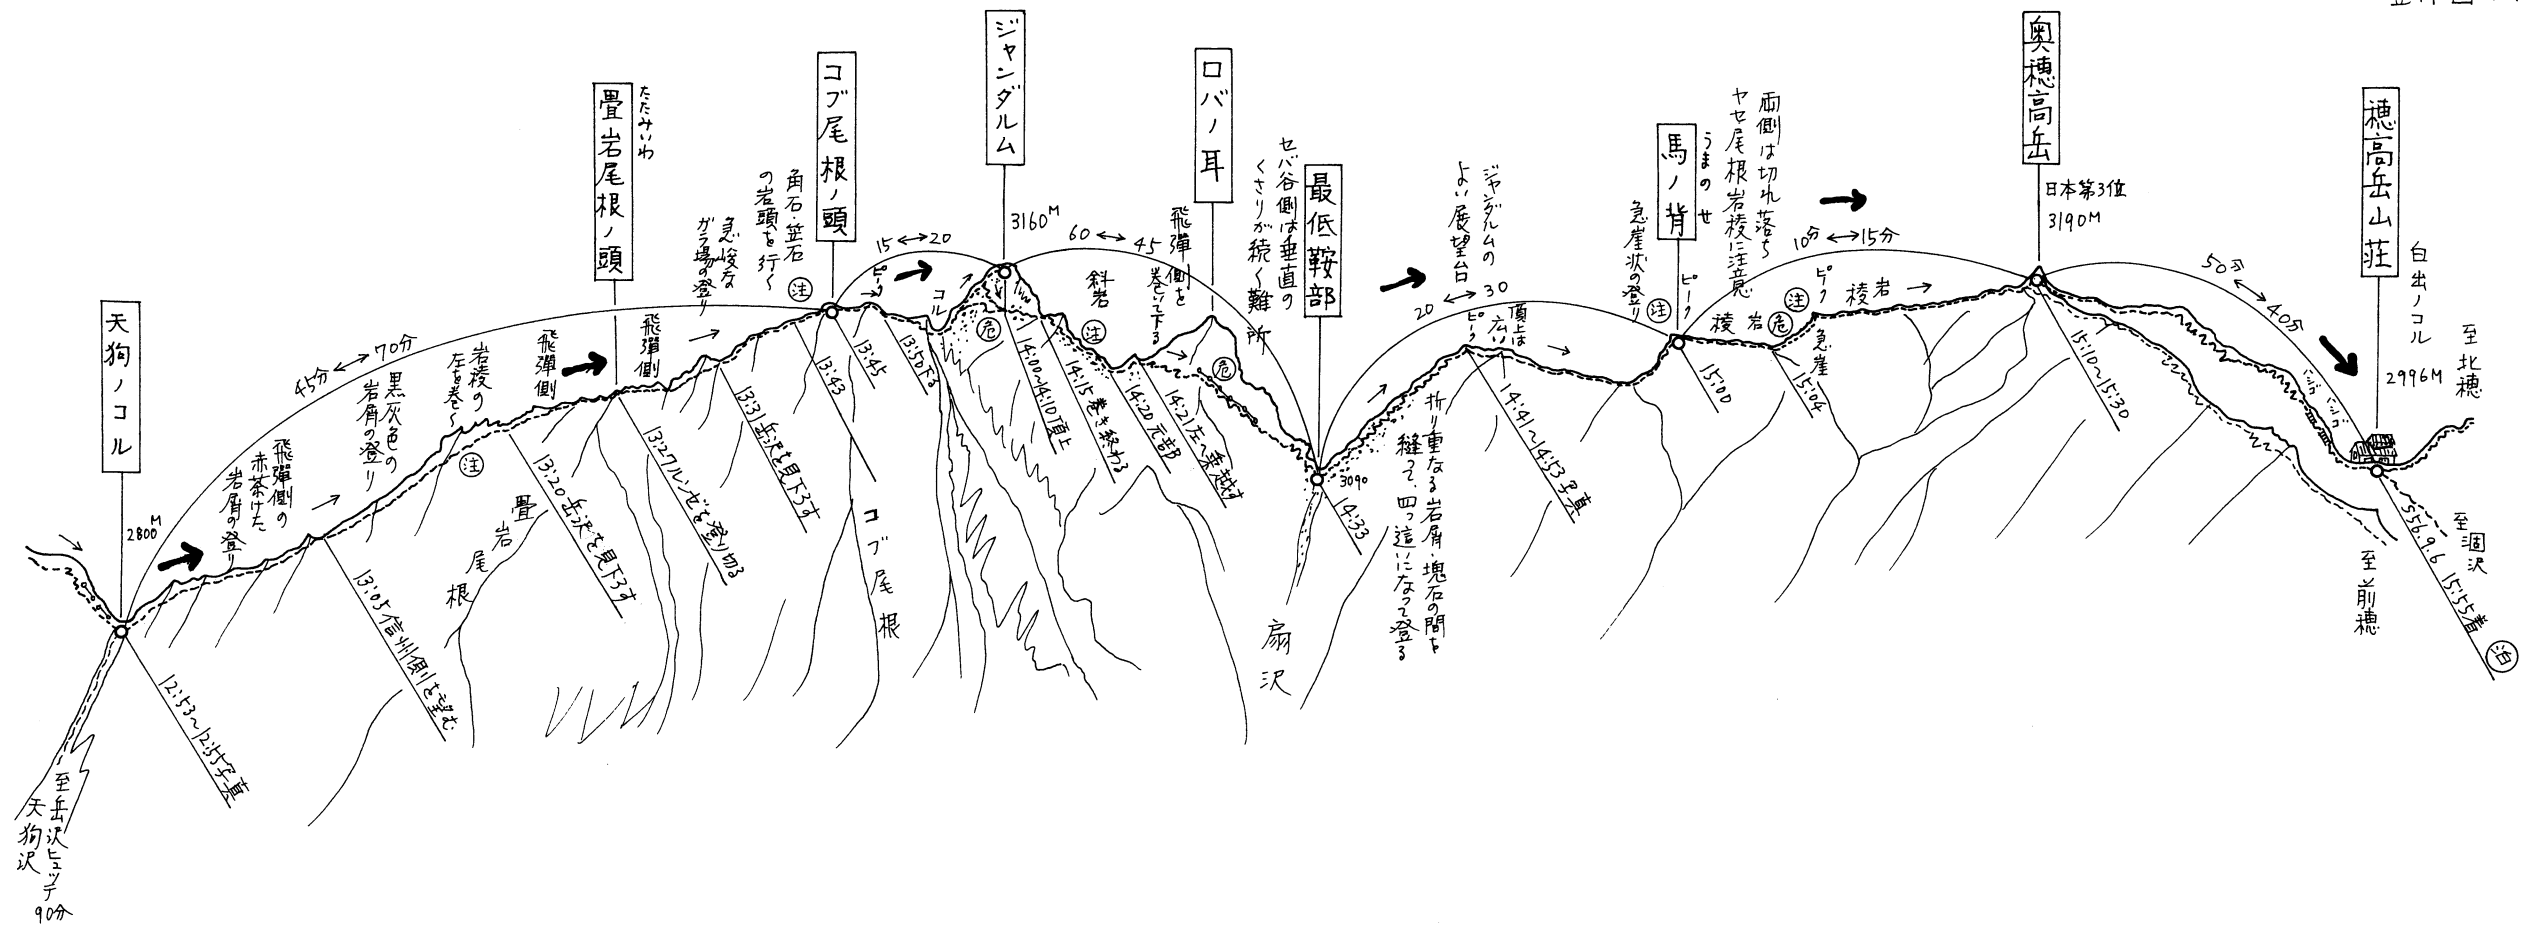 天狗ノコル
2800M
至岳沢ヒュッテ
90分
天狗沢
12:53~12:55写真
45分↔70分
飛彈側の
赤茶けた
岩屑の登り
13:05信州側を望む
黒灰色の
岩屑の登り
岩稜の
左を巻く
注
飛彈側
13:20岳沢を見下ろす
畳岩尾根
たたみいわ
畳岩尾根ノ頭
飛彈側
13:27ルンゼを登り切る
急峻な
ガラ場の登り
13:31岳沢を見下ろす
角石・笠石
の岩頭を行く
注
コブ尾根ノ頭
13:43
コブ尾根
ピーク
13:45
15↔20
13:50下る
コル
ジャンダルム
3160M
危
14:00~14:10頂上
60↔45
14:15巻き終わる
斜岩
注
14:20元部
飛彈側を
巻いて下る
14:21左へ乗越す
ロバノ耳
危
セバ谷側は垂直の
くさりが続く難所
最低鞍部
3090
14:33
扇沢
20↔30
折り重なる岩屑・塊石の間を
縫って、四つ這いになって登る
ジャンダルムの
よい展望台
ピーク
頂上は
広い
14:41~14:53写真
急崖状の登り
注
馬ノ背
うまのせ
ピーク
15:00
両側は切れ落ち
ヤセ尾根岩稜に注意
10分↔15分
岩稜
危
注
15:04
ピーク
急崖
岩稜
奥穂高岳
日本第3位
3190M
15:10~15:30
50分↔40分
ハシゴ
ハシゴ
穂高岳山荘
白出ノコル
2996M
至北穂
至涸沢
至前穂
S56.9.6 15:55着
泊